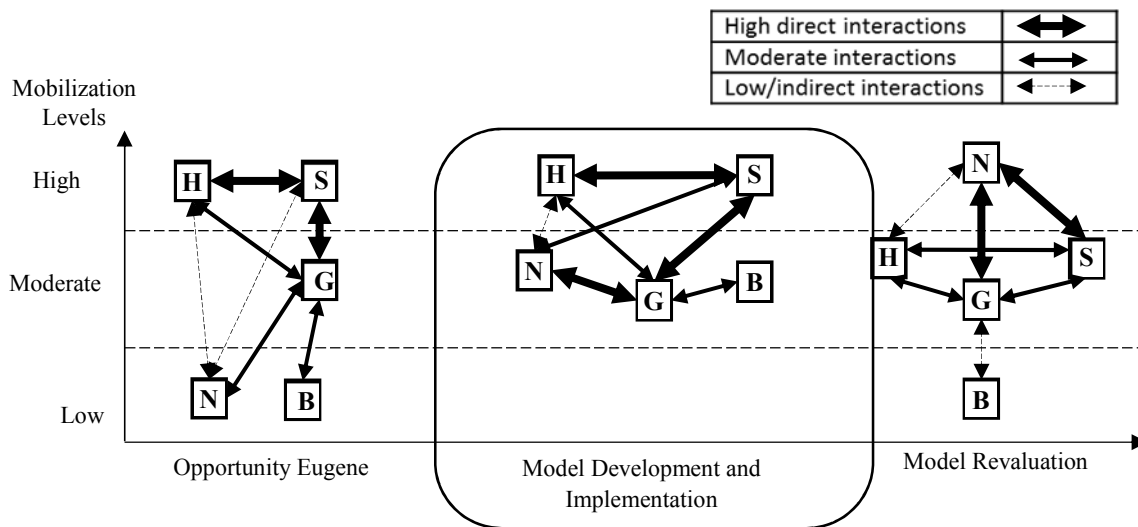 High direct interactions
Moderate interactions
Low/indirect interactions
Mobilization
Levels
High
Moderate
Low
H
S
G
N
B
H
S
N
G
B
N
H
S
G
B
Opportunity Eugene
Model Development and
Implementation
Model Revaluation